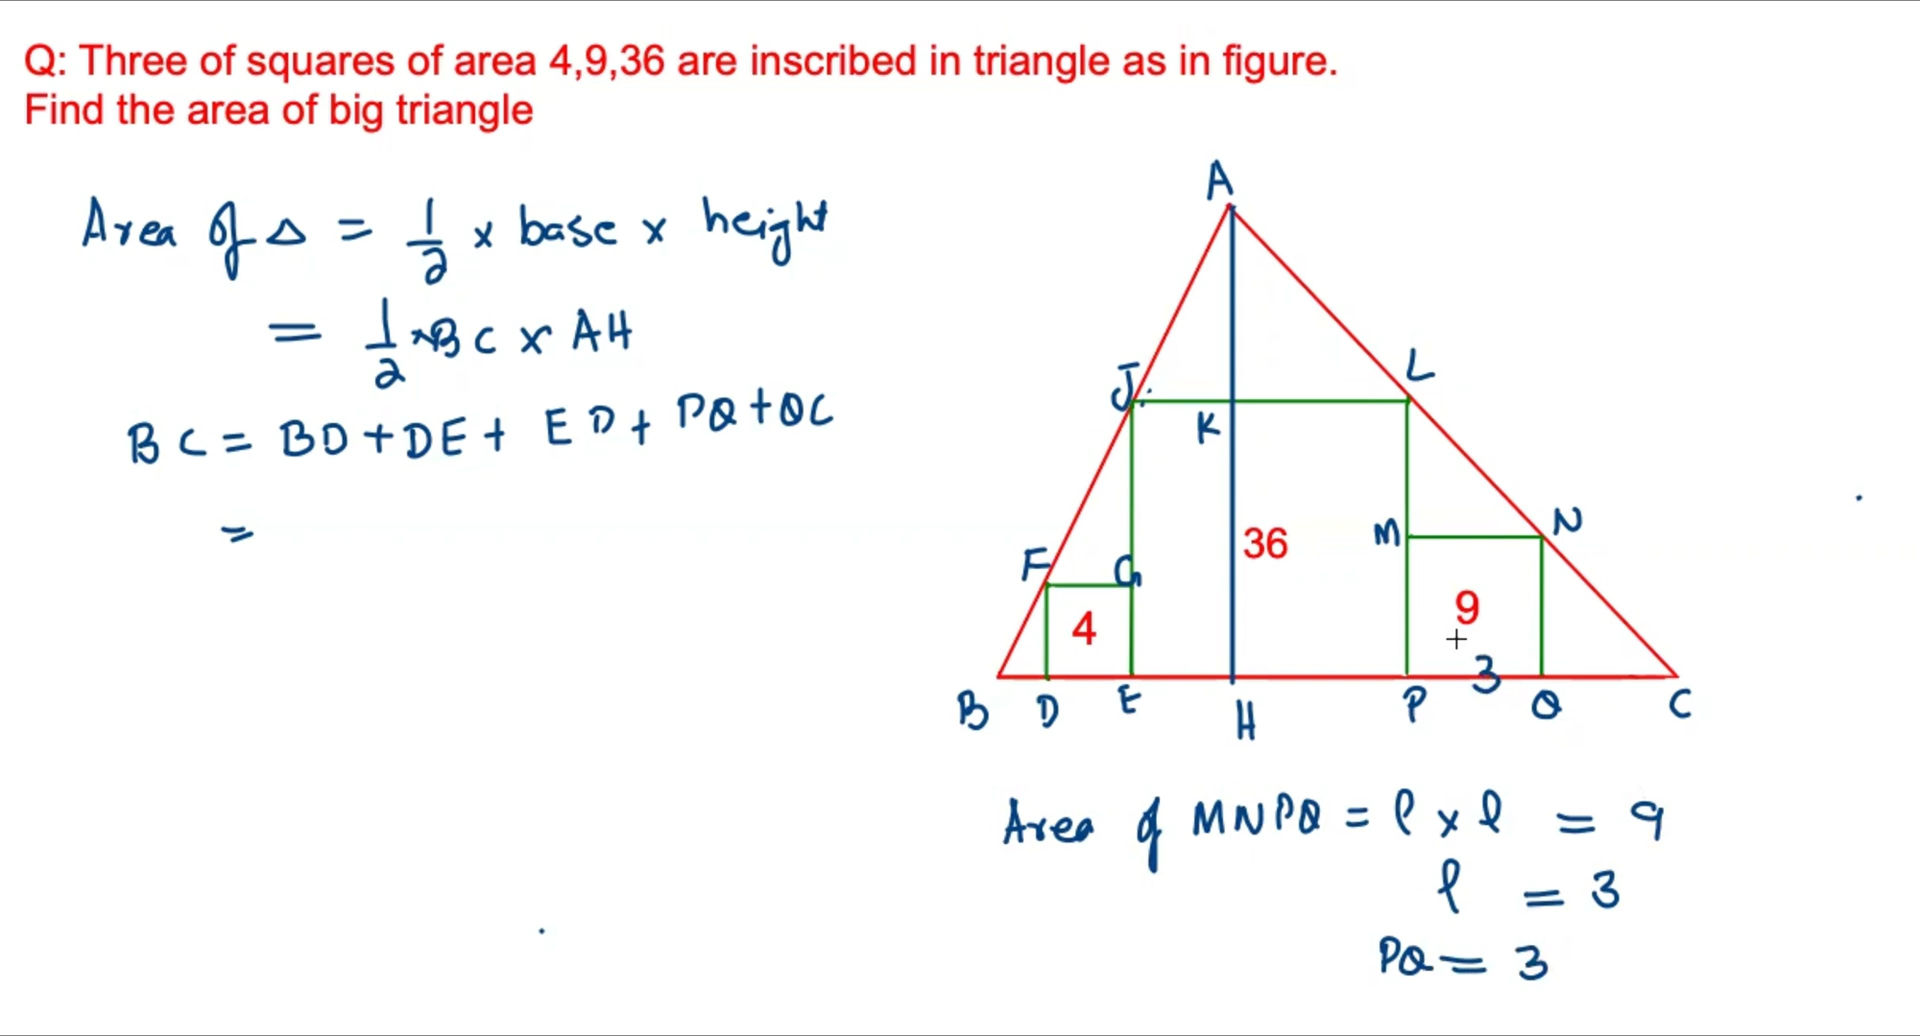 Q: Three of squares of area 4,9,36 are inscribed in triangle as in figure.
Find the area of big triangle
Area of Δ = 1/2 x base x height
= 1/2 x BC x AH
BC = BD + DE + ED + PQ + QC
=
A
J
L
K
F
G
36
M
N
4
9
3
B
D
E
H
P
Q
C
Area of MNPQ = l x l = 9
l = 3
PQ = 3